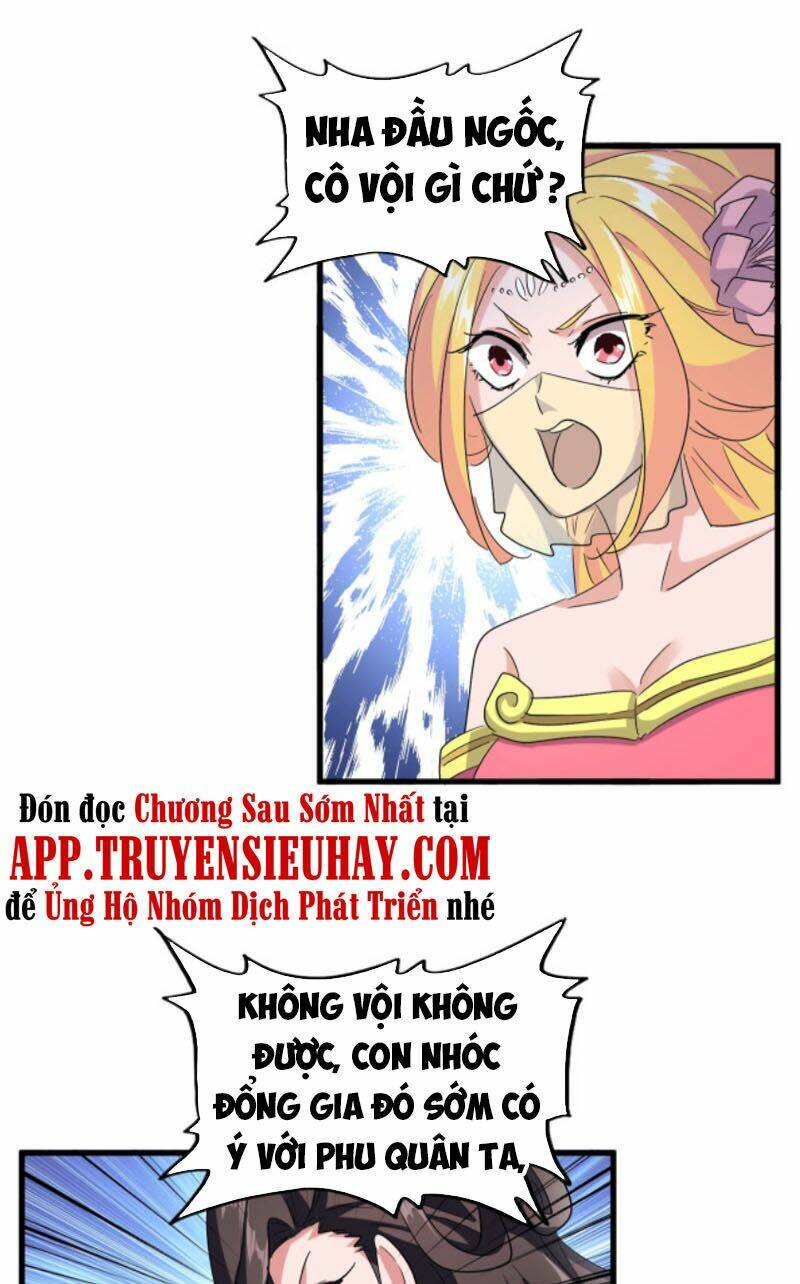 NHA ĐẦU NGỐC,
CÔ VỘI GÌ CHỨ?
Đón đọc Chương Sau Sớm Nhất tại
APP.TRUYENSIEUHAY.COM
để Ủng Hộ Nhóm Dịch Phát Triển nhé
KHÔNG VỘI KHÔNG
ĐƯỢC, CON NHÓC
ĐỔNG GIA ĐÓ SỚM CÓ
Ý VỚI PHU QUÂN TA,